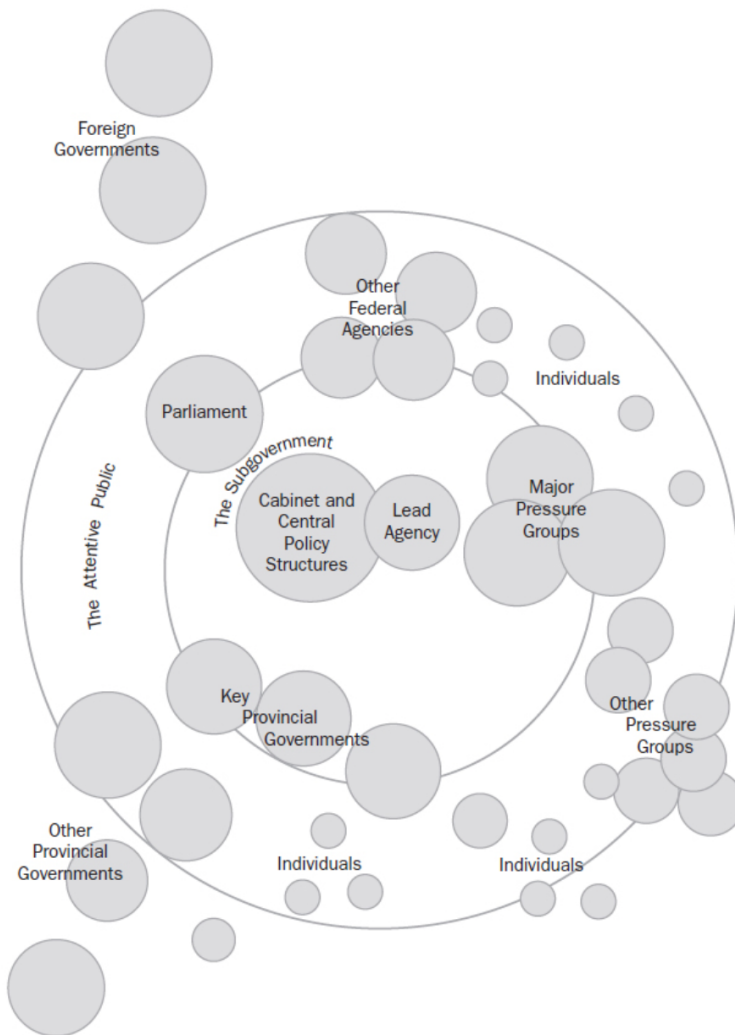 Foreign
Governments
Other
Federal
Agencies
Individuals
Parliament
The Subgovernment
The Attentive Public
Cabinet and
Central
Policy
Structures
Lead
Agency
Major
Pressure
Groups
Key
Provincial
Governments
Other
Pressure
Groups
Other
Provincial
Governments
Individuals
Individuals